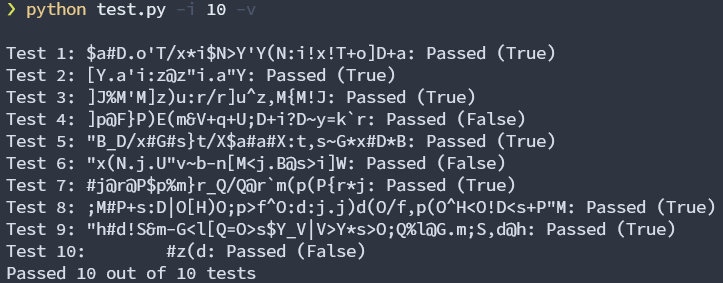 ❯ python test.py -i 10 -v
Test 1: $a#D.o'T/x*i$N>Y'Y(N:i!x!T+o]D+a: Passed (True)
Test 2: [Y.a'i:z@z"i.a"Y: Passed (True)
Test 3: ]J%M'M]z)u:r/r]u^z,M{M!J: Passed (True)
Test 4: ]p@F}P)E(m&V+q+U;D+i?D~y=k`r: Passed (False)
Test 5: "B_D/x#G#s}t/X$a#a#X:t,s~G*x#D*B: Passed (True)
Test 6: "x(N.j.U"v~b-n[M<j.B@s>i]W: Passed (False)
Test 7: #j@r@P$p%m}r_Q/Q@r`m(p(P{r*j: Passed (True)
Test 8: ;M#P+s:D|O[H)O;p>f^O:d:j.j)d(O/f,p(O^H<O!D<s+P"M: Passed (True)
Test 9: "h#d!S&m-G<l[Q=O>s$Y_V|V>Y*s>O;Q%l@G.m;S,d@h: Passed (True)
Test 10:        #z(d: Passed (False)
Passed 10 out of 10 tests